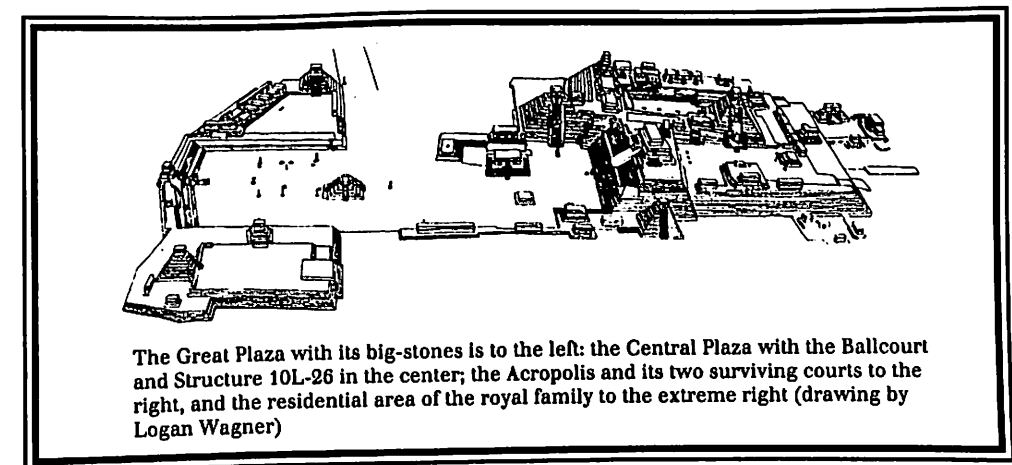 The Great Plaza with its big-stones is to the left: the Central Plaza with the Ballcourt
and Structure 10L-26 in the center; the Acropolis and its two surviving courts to the
right, and the residential area of the royal family to the extreme right (drawing by
Logan Wagner)